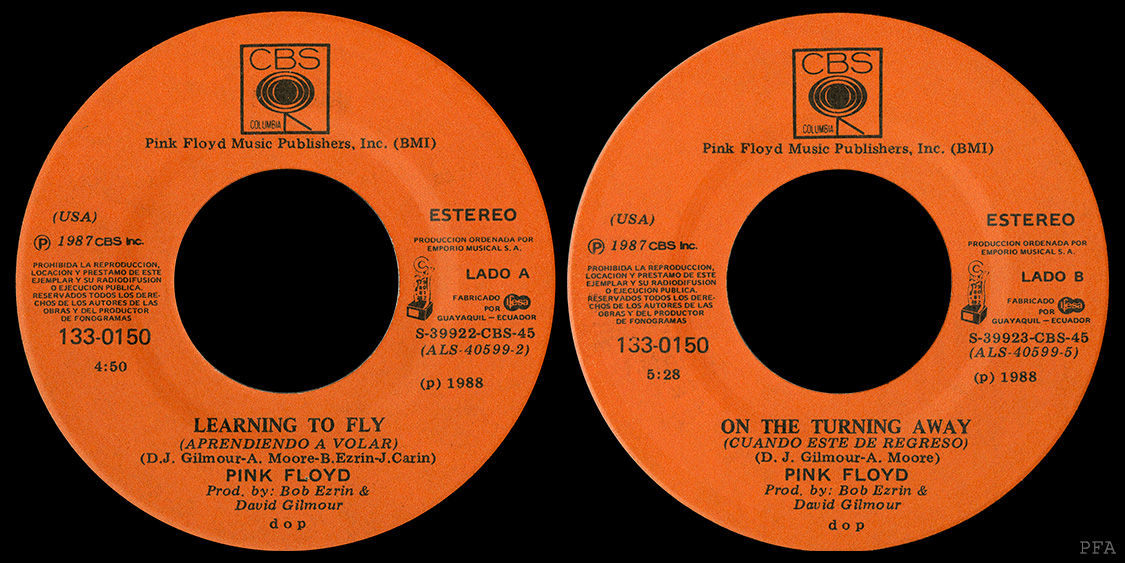 CBS
COLUMBIA
Pink Floyd Music Publishers, Inc. (BMI)
(USA)
Ⓟ 1987 CBS Inc.
PROHIBIDA LA REPRODUCCION,
LOCACION Y PRESTAMO DE ESTE
EJEMPLAR Y SU RADIODIFUSION
O EJECUCION PUBLICA.
RESERVADOS TODOS LOS DERE-
CHOS DE LOS AUTORES DE LAS
OBRAS Y DEL PRODUCTOR
DE FONOGRAMAS
133-0150
4:50
ESTEREO
PRODUCCION ORDENADA POR
EMPORIO MUSICAL S. A.
LADO A
FABRICADO
POR
GUAYAQUIL – ECUADOR
S-39922-CBS-45
(ALS-40599-2)
(p) 1988
LEARNING TO FLY
(APRENDIENDO A VOLAR)
(D.J. Gilmour-A. Moore-B.Ezrin-J.Carin)
PINK FLOYD
Prod. by: Bob Ezrin &
David Gilmour
d o p
CBS
COLUMBIA
Pink Floyd Music Publishers, Inc. (BMI)
(USA)
Ⓟ 1987 CBS Inc.
PROHIBIDA LA REPRODUCCION,
LOCACION Y PRESTAMO DE ESTE
EJEMPLAR Y SU RADIODIFUSION
O EJECUCION PUBLICA.
RESERVADOS TODOS LOS DERE-
CHOS DE LOS AUTORES DE LAS
OBRAS Y DEL PRODUCTOR
DE FONOGRAMAS
133-0150
5:28
ESTEREO
PRODUCCION ORDENADA POR
EMPORIO MUSICAL S. A.
LADO B
FABRICADO
POR
GUAYAQUIL – ECUADOR
S-39923-CBS-45
(ALS-40599-5)
(p) 1988
ON THE TURNING AWAY
(CUANDO ESTE DE REGRESO)
(D. J. Gilmour-A. Moore)
PINK FLOYD
Prod. by: Bob Ezrin &
David Gilmour
d o p
PFA